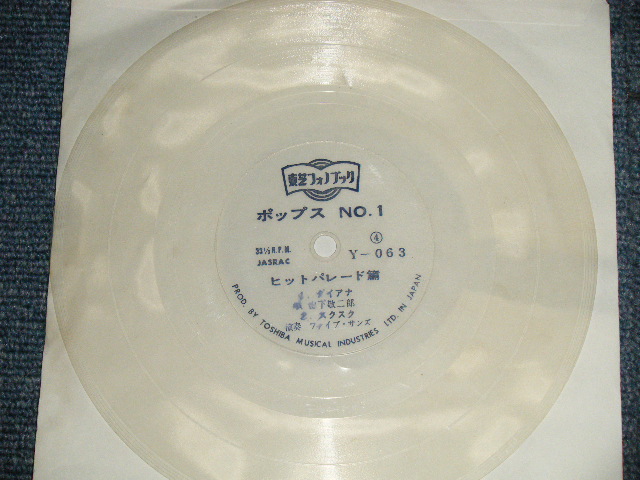 東芝フォノブック
ポップス NO.1
④
33⅓ R.P.M.
Y-063
JASRAC
ヒットパレード篇
1. ダイアナ
唄 山下敬二郎
2. スクスク
演奏 ファイブ・サンズ
PROD. BY TOSHIBA MUSICAL INDUSTRIES LTD. IN JAPAN